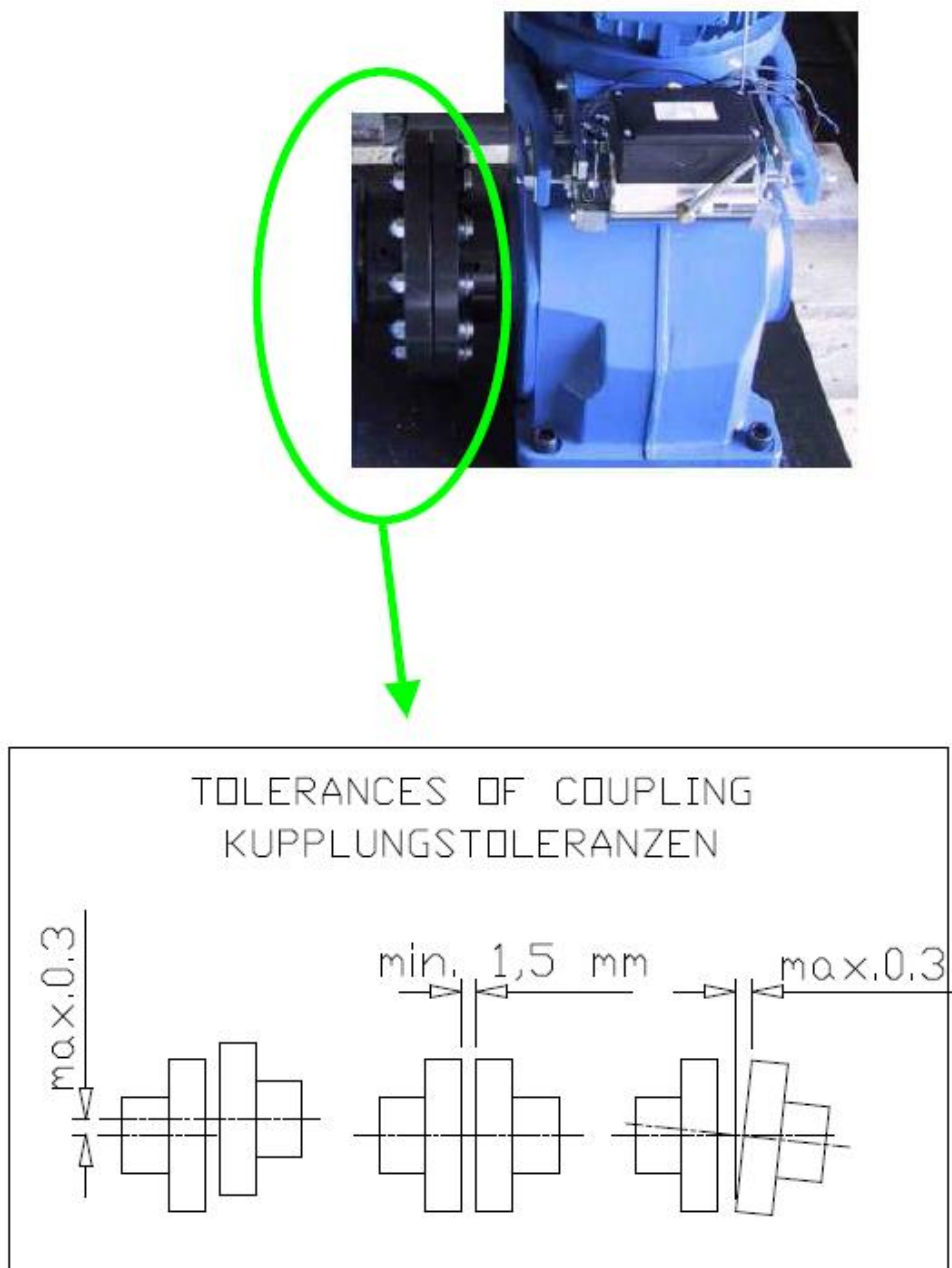 TOLERANCES OF COUPLING
KUPPLUNGSTOLERANZEN
max.0.3
min. 1,5 mm
max.0.3